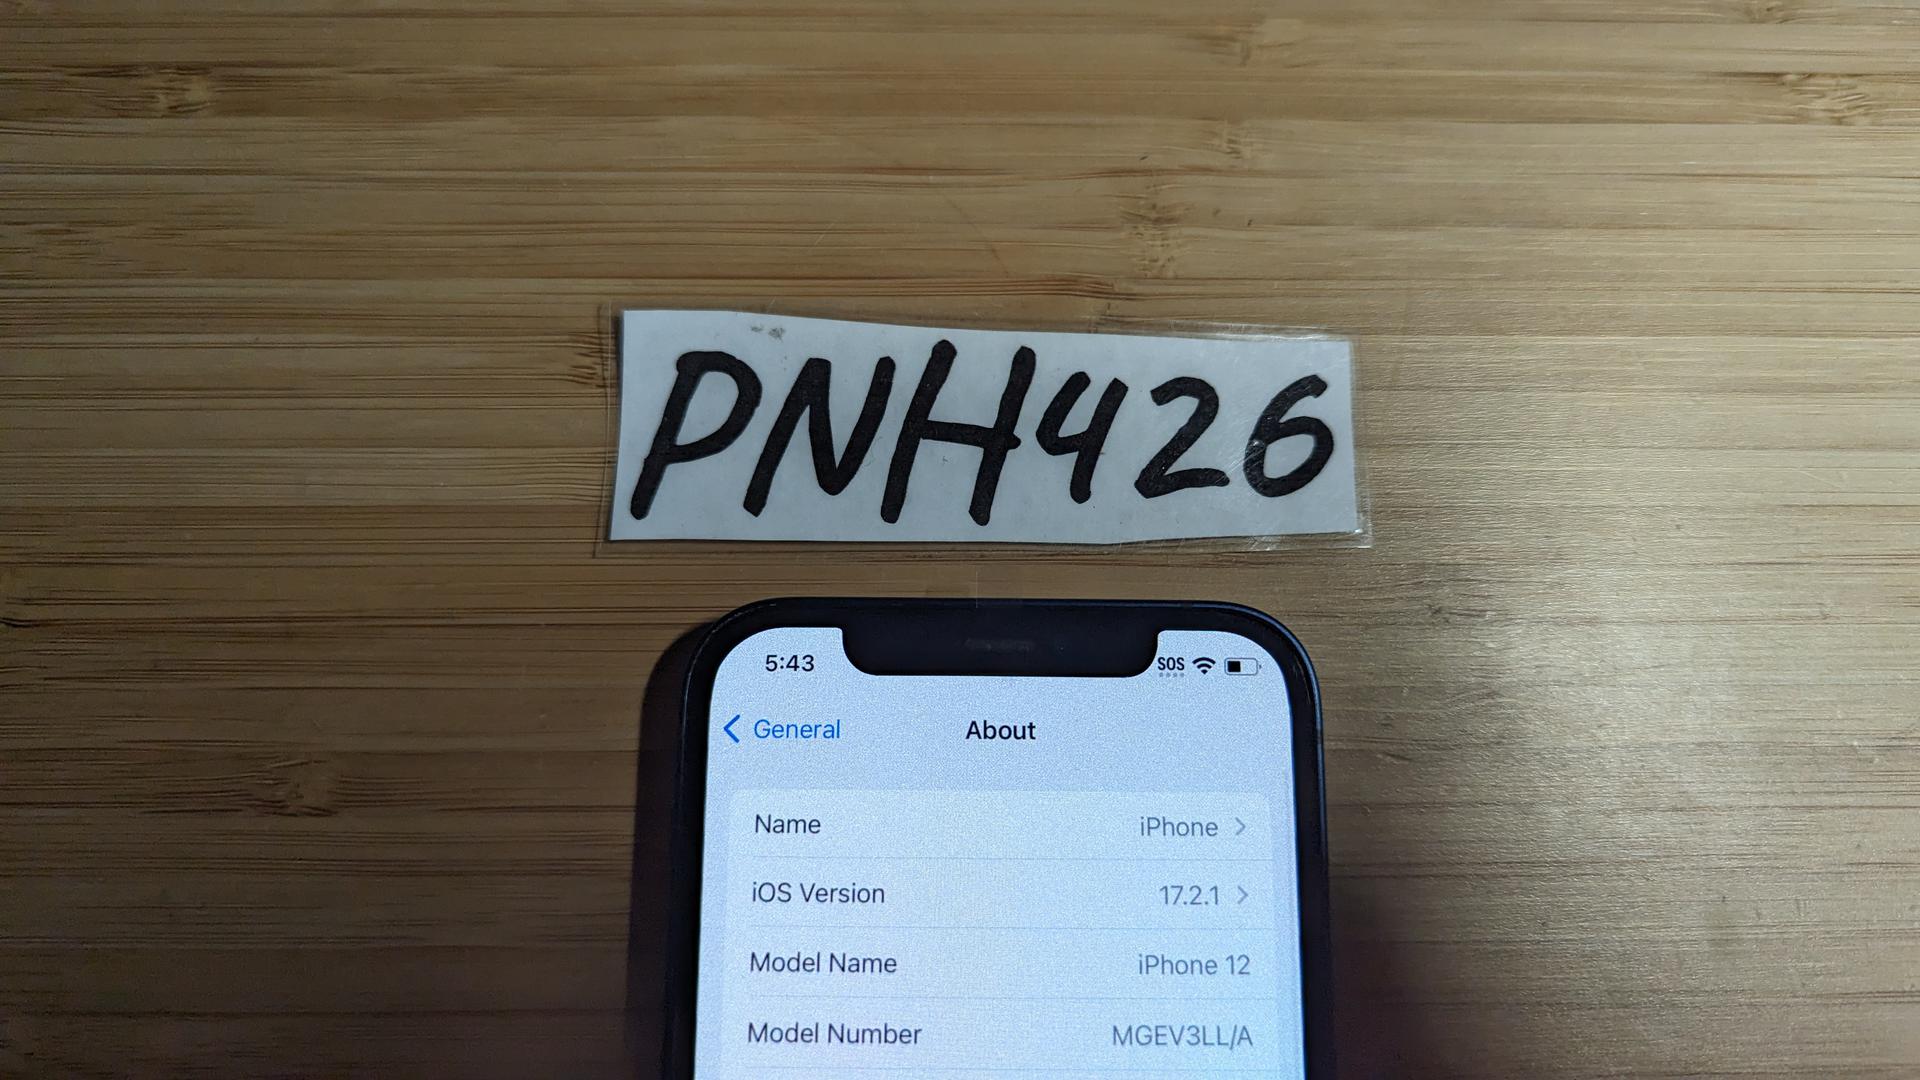 PNH426
5:43 SOS
General About
Name iPhone
iOS Version 17.2.1
Model Name iPhone 12
Model Number MGEV3LL/A